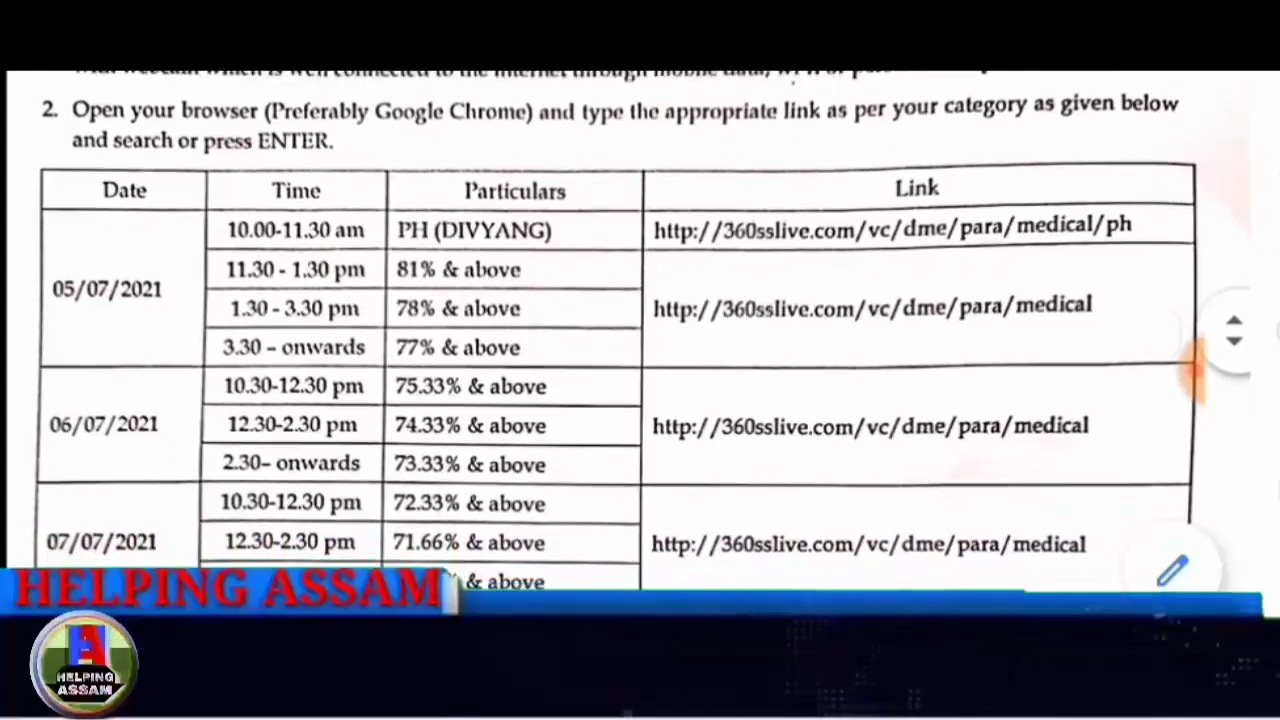 2. Open your browser (Preferably Google Chrome) and type the appropriate link as per your category as given below
and search or press ENTER.
Date Time Particulars Link
05/07/2021 10.00-11.30 am PH (DIVYANG) http://360sslive.com/vc/dme/para/medical/ph
11.30 - 1.30 pm 81% & above http://360sslive.com/vc/dme/para/medical
1.30 - 3.30 pm 78% & above
3.30 – onwards 77% & above
06/07/2021 10.30-12.30 pm 75.33% & above http://360sslive.com/vc/dme/para/medical
12.30-2.30 pm 74.33% & above
2.30– onwards 73.33% & above
07/07/2021 10.30-12.30 pm 72.33% & above http://360sslive.com/vc/dme/para/medical
12.30-2.30 pm 71.66% & above
& above
HELPING ASSAM
A
HELPING
ASSAM